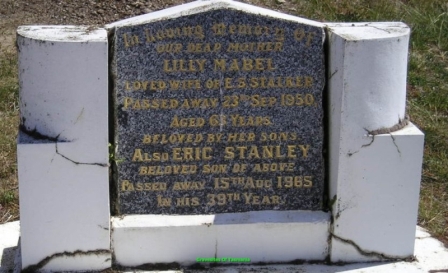 In Loving Memory Of
OUR DEAR MOTHER
LILLY MABEL
LOVED WIFE OF E. S. STALKER
PASSED AWAY 23RD SEP. 1950
AGED 63 YEARS.
BELOVED BY HER SONS
ALSO ERIC STANLEY
BELOVED SON OF ABOVE
PASSED AWAY 15TH AUG 1965
IN HIS 39TH YEAR.